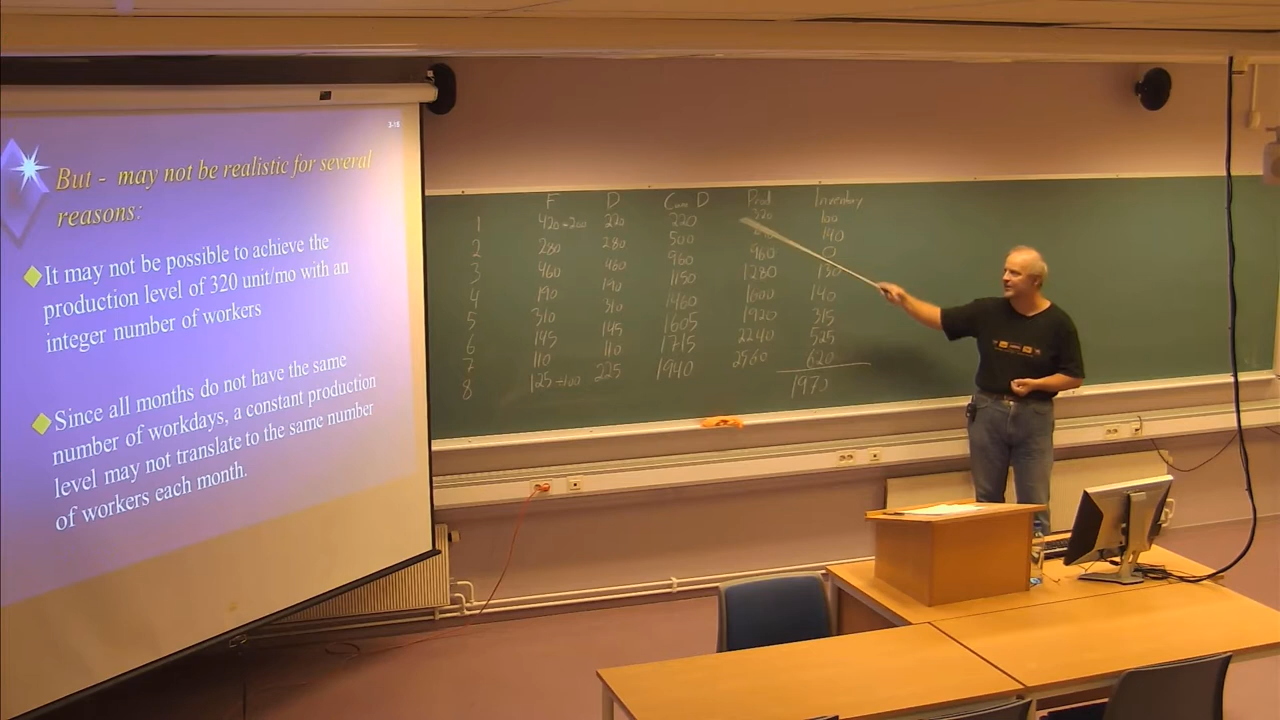 3-16
But - may not be realistic for several
reasons:
It may not be possible to achieve the
production level of 320 unit/mo with an
integer number of workers
Since all months do not have the same
number of workdays, a constant production
level may not translate to the same number
of workers each month.
F D Cum D Prod Inventory
1 420-200 220 220 320 100
2 280 280 500 140
3 460 460 960 960 0
4 190 190 1150 1280 130
5 310 310 1460 1600 140
6 145 145 1605 1920 315
7 110 110 1715 2240 525
8 125+100 225 1940 2560 620
1970